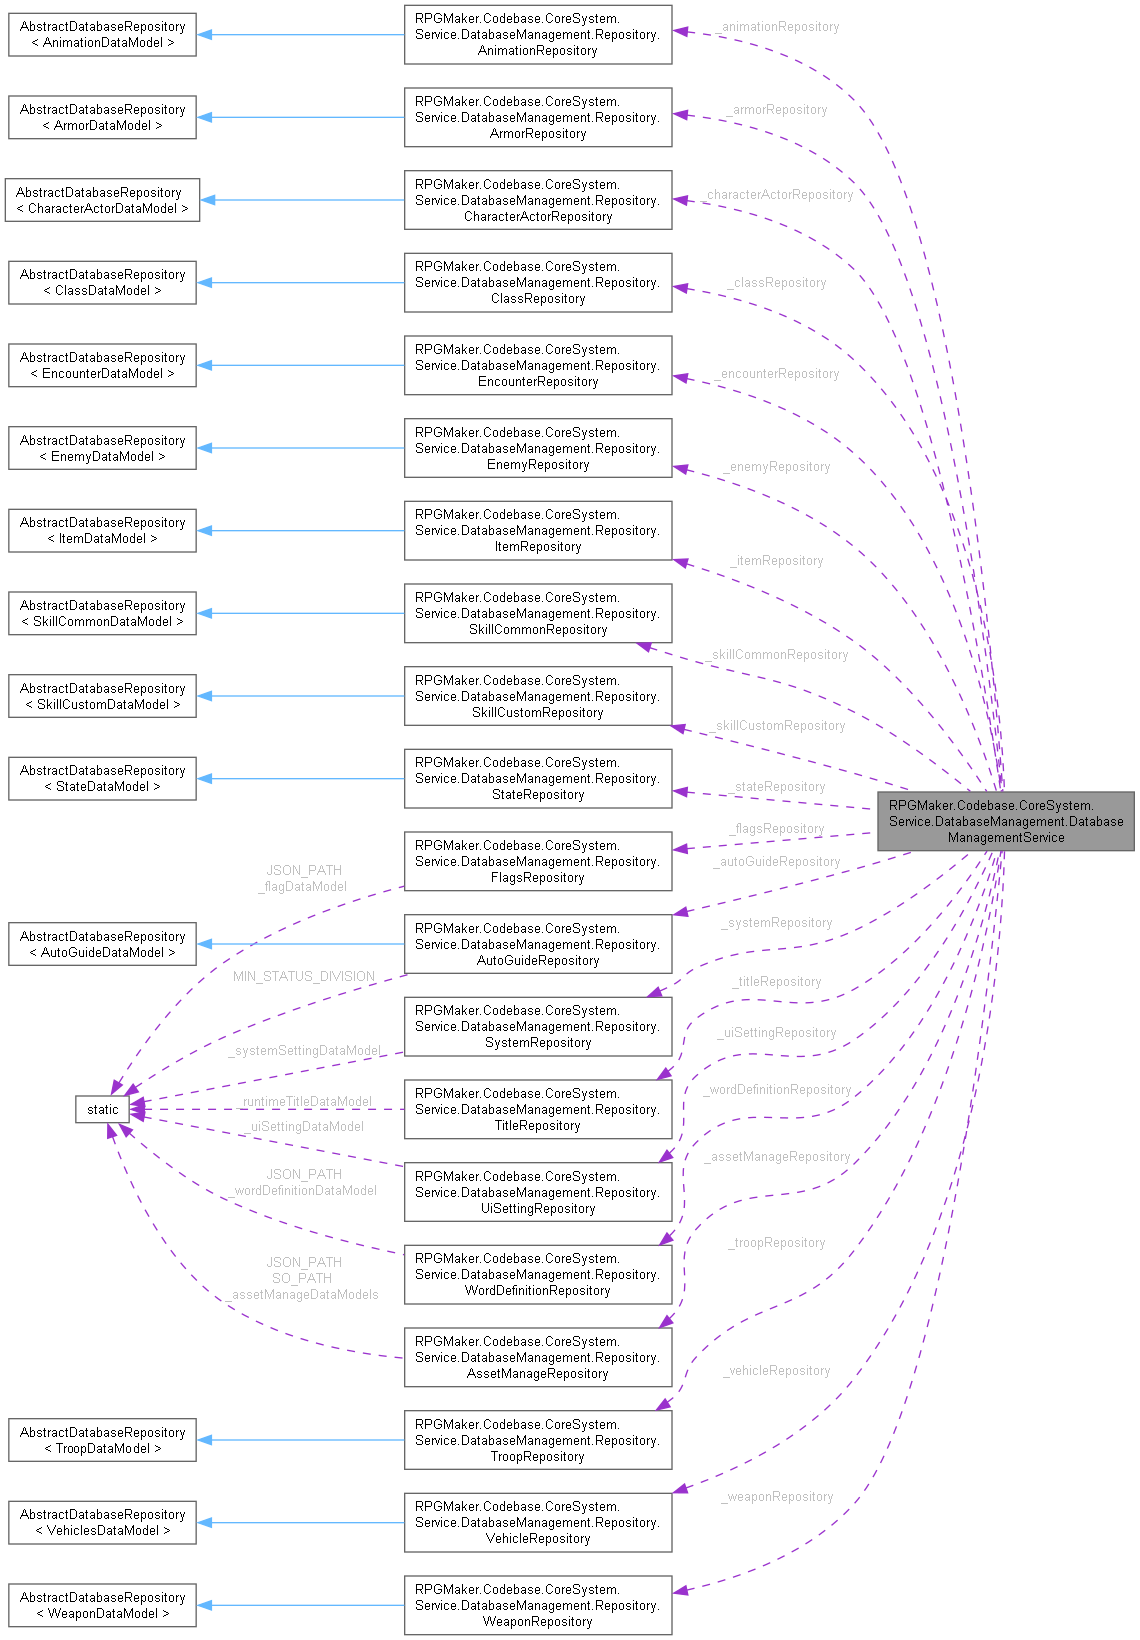 AbstractDatabaseRepository
< AnimationDataModel >
RPGMaker.Codebase.CoreSystem.
Service.DatabaseManagement.Repository.
AnimationRepository
_animationRepository
AbstractDatabaseRepository
< ArmorDataModel >
RPGMaker.Codebase.CoreSystem.
Service.DatabaseManagement.Repository.
ArmorRepository
_armorRepository
AbstractDatabaseRepository
< CharacterActorDataModel >
RPGMaker.Codebase.CoreSystem.
Service.DatabaseManagement.Repository.
CharacterActorRepository
_characterActorRepository
AbstractDatabaseRepository
< ClassDataModel >
RPGMaker.Codebase.CoreSystem.
Service.DatabaseManagement.Repository.
ClassRepository
_classRepository
AbstractDatabaseRepository
< EncounterDataModel >
RPGMaker.Codebase.CoreSystem.
Service.DatabaseManagement.Repository.
EncounterRepository
_encounterRepository
AbstractDatabaseRepository
< EnemyDataModel >
RPGMaker.Codebase.CoreSystem.
Service.DatabaseManagement.Repository.
EnemyRepository
_enemyRepository
AbstractDatabaseRepository
< ItemDataModel >
RPGMaker.Codebase.CoreSystem.
Service.DatabaseManagement.Repository.
ItemRepository
_itemRepository
AbstractDatabaseRepository
< SkillCommonDataModel >
RPGMaker.Codebase.CoreSystem.
Service.DatabaseManagement.Repository.
SkillCommonRepository
_skillCommonRepository
AbstractDatabaseRepository
< SkillCustomDataModel >
RPGMaker.Codebase.CoreSystem.
Service.DatabaseManagement.Repository.
SkillCustomRepository
_skillCustomRepository
AbstractDatabaseRepository
< StateDataModel >
RPGMaker.Codebase.CoreSystem.
Service.DatabaseManagement.Repository.
StateRepository
_stateRepository
RPGMaker.Codebase.CoreSystem.
Service.DatabaseManagement.Database
ManagementService
JSON_PATH
_flagDataModel
RPGMaker.Codebase.CoreSystem.
Service.DatabaseManagement.Repository.
FlagsRepository
_flagsRepository
AbstractDatabaseRepository
< AutoGuideDataModel >
MIN_STATUS_DIVISION
RPGMaker.Codebase.CoreSystem.
Service.DatabaseManagement.Repository.
AutoGuideRepository
_autoGuideRepository
_systemSettingDataModel
RPGMaker.Codebase.CoreSystem.
Service.DatabaseManagement.Repository.
SystemRepository
_systemRepository
static
_runtimeTitleDataModel
RPGMaker.Codebase.CoreSystem.
Service.DatabaseManagement.Repository.
TitleRepository
_titleRepository
_uiSettingDataModel
RPGMaker.Codebase.CoreSystem.
Service.DatabaseManagement.Repository.
UiSettingRepository
_uiSettingRepository
JSON_PATH
_wordDefinitionDataModel
RPGMaker.Codebase.CoreSystem.
Service.DatabaseManagement.Repository.
WordDefinitionRepository
_wordDefinitionRepository
JSON_PATH
SO_PATH
_assetManageDataModels
RPGMaker.Codebase.CoreSystem.
Service.DatabaseManagement.Repository.
AssetManageRepository
_assetManageRepository
AbstractDatabaseRepository
< TroopDataModel >
RPGMaker.Codebase.CoreSystem.
Service.DatabaseManagement.Repository.
TroopRepository
_troopRepository
AbstractDatabaseRepository
< VehiclesDataModel >
RPGMaker.Codebase.CoreSystem.
Service.DatabaseManagement.Repository.
VehicleRepository
_vehicleRepository
AbstractDatabaseRepository
< WeaponDataModel >
RPGMaker.Codebase.CoreSystem.
Service.DatabaseManagement.Repository.
WeaponRepository
_weaponRepository